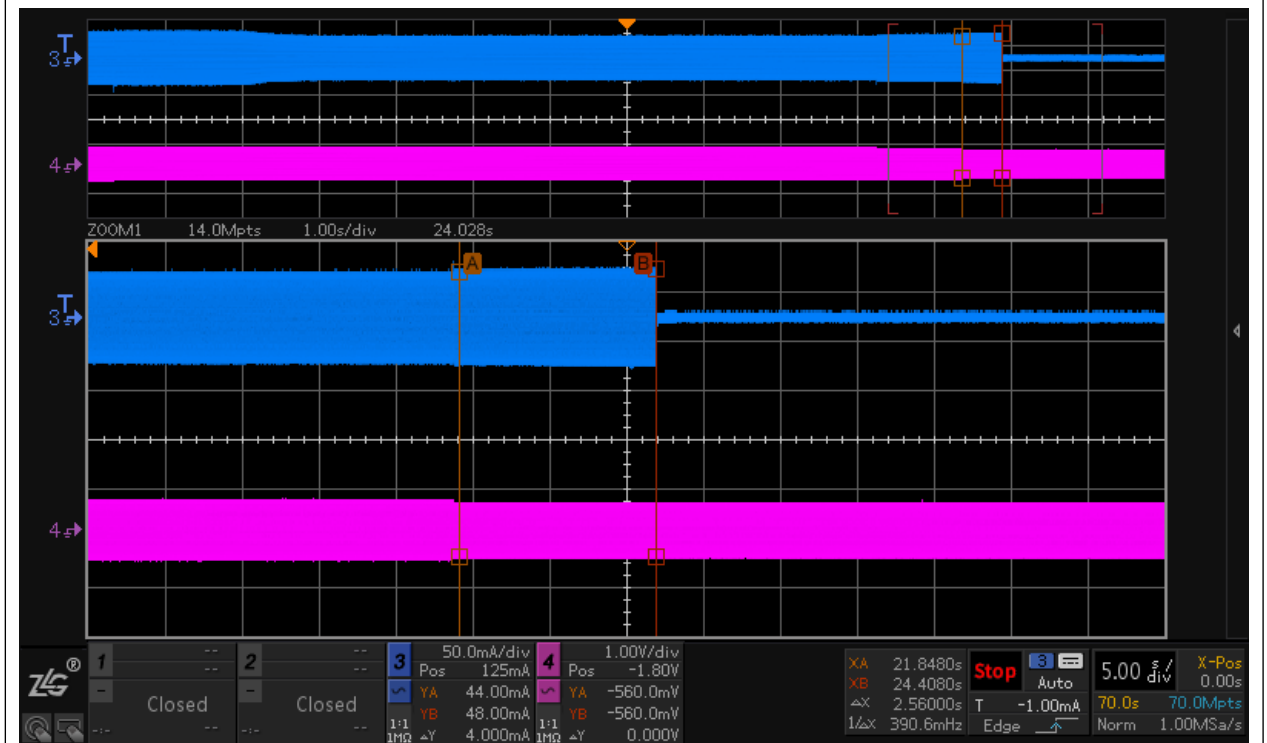 T
3
4
ZOOM1 14.0Mpts 1.00s/div 24.028s
A B
T
3
4
ZLG®
1 -- --
- Closed
-:- --
2 -- --
- Closed
-:- --
3 50.0mA/div
Pos 125mA
YA 44.00mA
YB 48.00mA
1:1 1MΩ △Y 4.000mA
4 1.00V/div
Pos -1.80V
YA -560.0mV
YB -560.0mV
1:1 1MΩ △Y 0.000V
XA 21.8480s
XB 24.4080s
△X 2.56000s
1/△X 390.6mHz
Stop 3 Auto
T -1.00mA
Edge
5.00 s/div X-Pos 0.00s
70.0s 70.0Mpts
Norm 1.00MSa/s